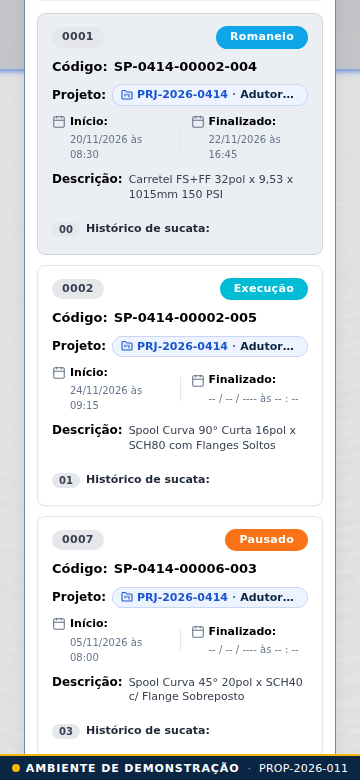 0001 Romaneio
Código: SP-0414-00002-004
Projeto: PRJ-2026-0414 · Adutor...
Início: Finalizado:
20/11/2026 às 22/11/2026 às
08:30 16:45
Descrição: Carretel FS+FF 32pol x 9,53 x
1015mm 150 PSI
00 Histórico de sucata:
0002 Execução
Código: SP-0414-00002-005
Projeto: PRJ-2026-0414 · Adutor...
Início: Finalizado:
24/11/2026 às -- / -- / ---- às -- : --
09:15
Descrição: Spool Curva 90° Curta 16pol x
SCH80 com Flanges Soltos
01 Histórico de sucata:
0007 Pausado
Código: SP-0414-00006-003
Projeto: PRJ-2026-0414 · Adutor...
Início: Finalizado:
05/11/2026 às -- / -- / ---- às -- : --
08:00
Descrição: Spool Curva 45° 20pol x SCH40
c/ Flange Sobreposto
03 Histórico de sucata:
AMBIENTE DE DEMONSTRAÇÃO · PROP-2026-011